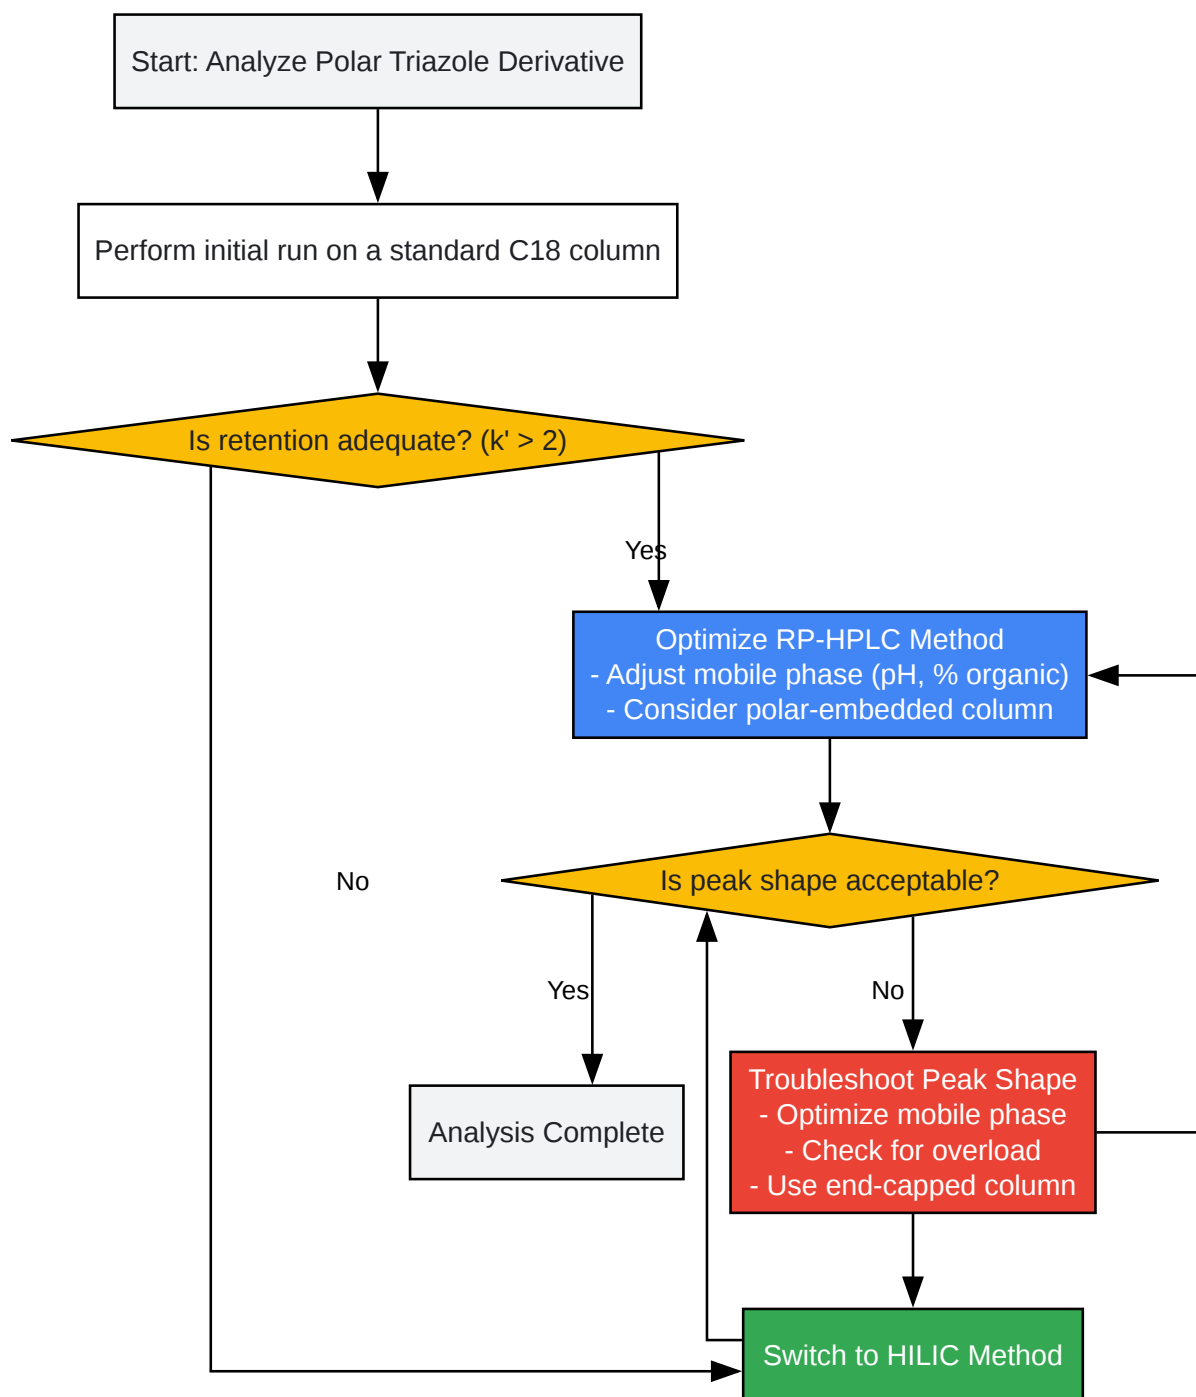 Start: Analyze Polar Triazole Derivative
Perform initial run on a standard C18 column
Is retention adequate? (k' > 2)
Yes
Optimize RP-HPLC Method
- Adjust mobile phase (pH, % organic)
- Consider polar-embedded column
No
Is peak shape acceptable?
Yes
No
Analysis Complete
Troubleshoot Peak Shape
- Optimize mobile phase
- Check for overload
- Use end-capped column
Switch to HILIC Method